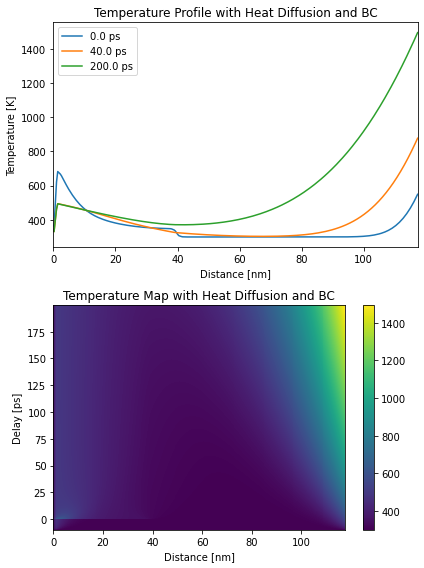 Temperature Profile with Heat Diffusion and BC
0.0 ps
40.0 ps
200.0 ps
1400
1200
1000
800
600
400
Temperature [K]
0 20 40 60 80 100
Distance [nm]
Temperature Map with Heat Diffusion and BC
175
150
125
100
75
50
25
0
Delay [ps]
0 20 40 60 80 100
Distance [nm]
1400
1200
1000
800
600
400